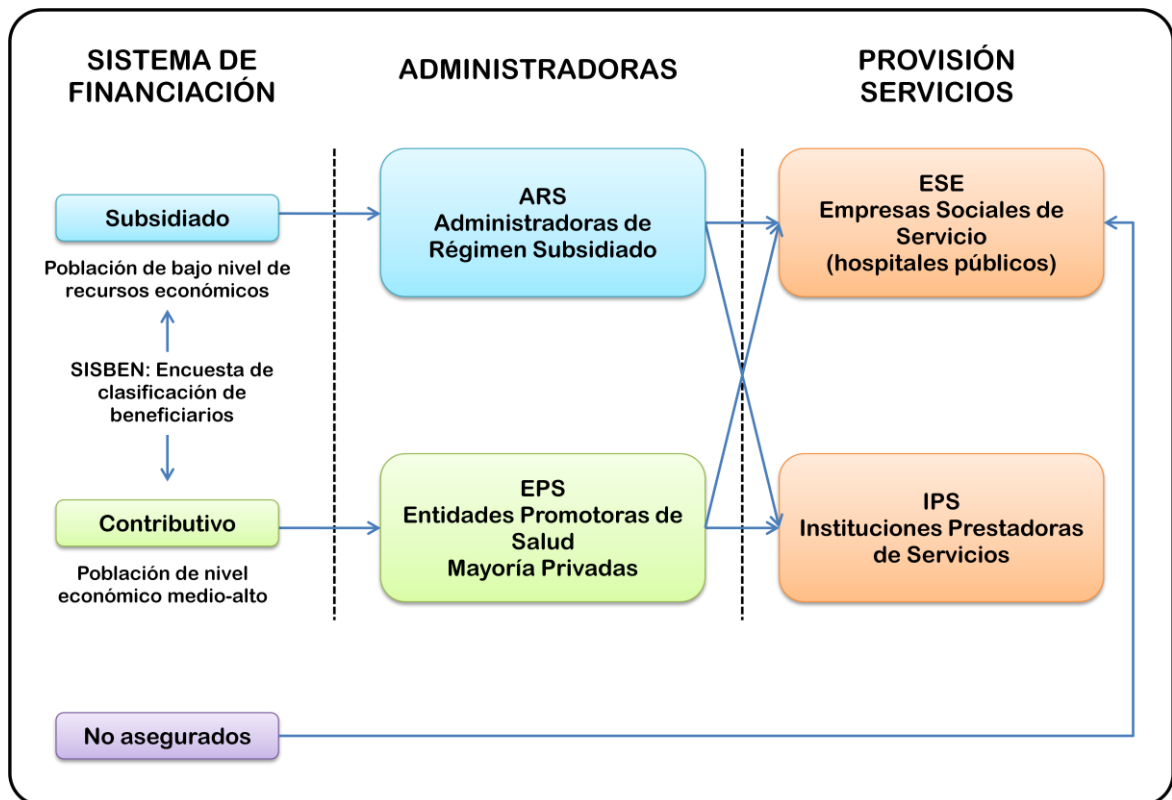 SISTEMA DE
FINANCIACIÓN
ADMINISTRADORAS
PROVISIÓN
SERVICIOS
Subsidiado
Población de bajo nivel de
recursos económicos
SISBEN: Encuesta de
clasificación de
beneficiarios
Contributivo
Población de nivel
económico medio-alto
No asegurados
ARS
Administradoras de
Régimen Subsidiado
EPS
Entidades Promotoras de
Salud
Mayoría Privadas
ESE
Empresas Sociales de
Servicio
(hospitales públicos)
IPS
Instituciones Prestadoras
de Servicios